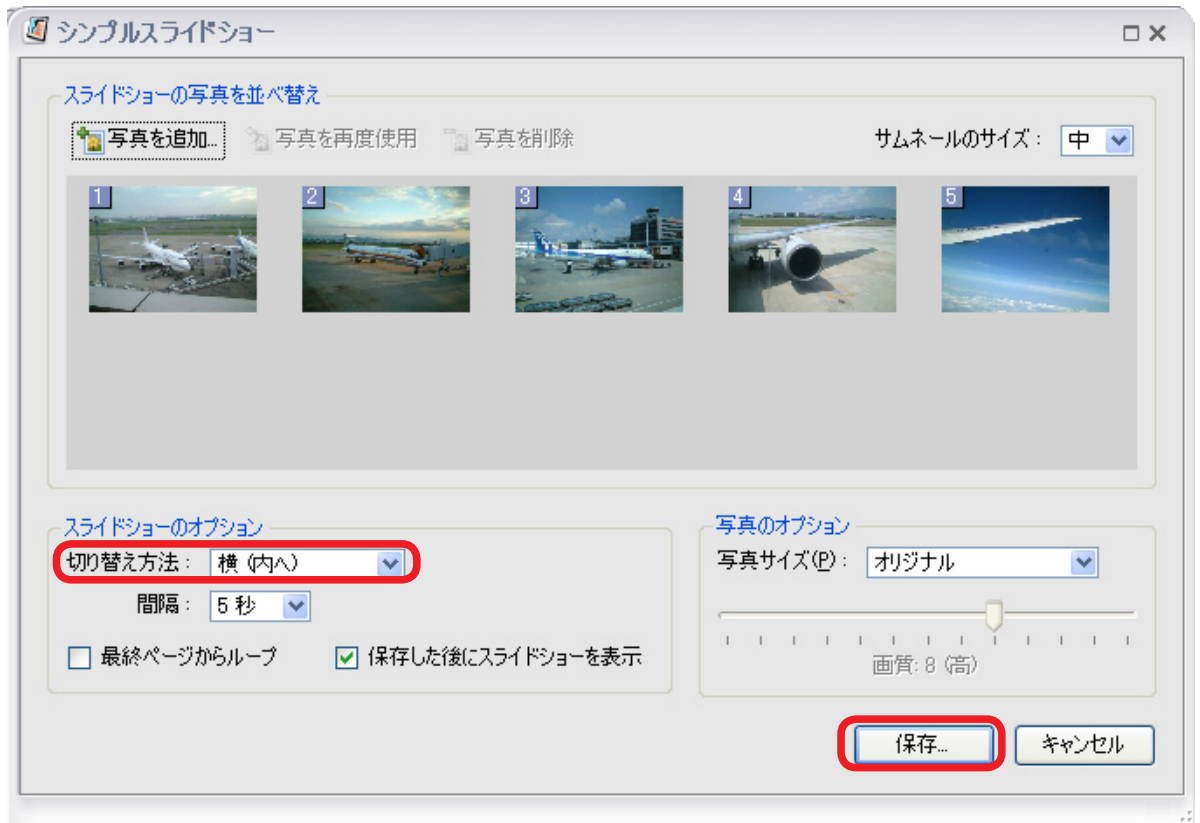 シンプルスライドショー
スライドショーの写真を並べ替え
写真を追加... 写真を再度使用 写真を削除 サムネールのサイズ： 中
1 2 3 4 5
スライドショーのオプション
切り替え方法： 横 (内へ)
間隔： 5 秒
最終ページからループ 保存した後にスライドショーを表示
写真のオプション
写真サイズ(P)： オリジナル
画質: 8 (高)
保存... キャンセル